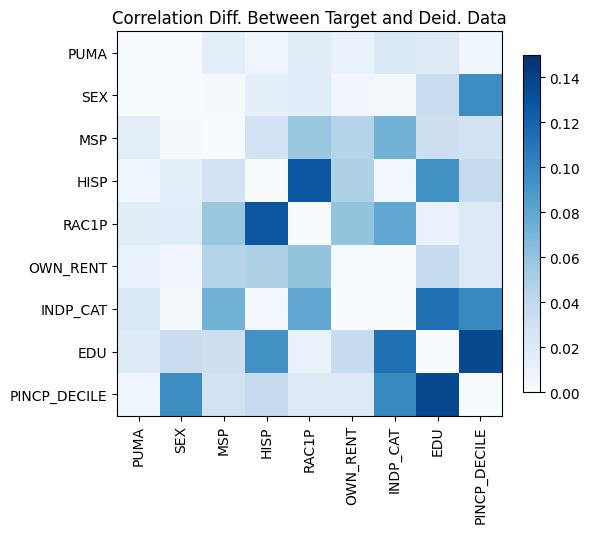 Correlation Diff. Between Target and Deid. Data
PUMA
SEX
MSP
HISP
RAC1P
OWN_RENT
INDP_CAT
EDU
PINCP_DECILE
PUMA
SEX
MSP
HISP
RAC1P
OWN_RENT
INDP_CAT
EDU
PINCP_DECILE
0.14
0.12
0.10
0.08
0.06
0.04
0.02
0.00